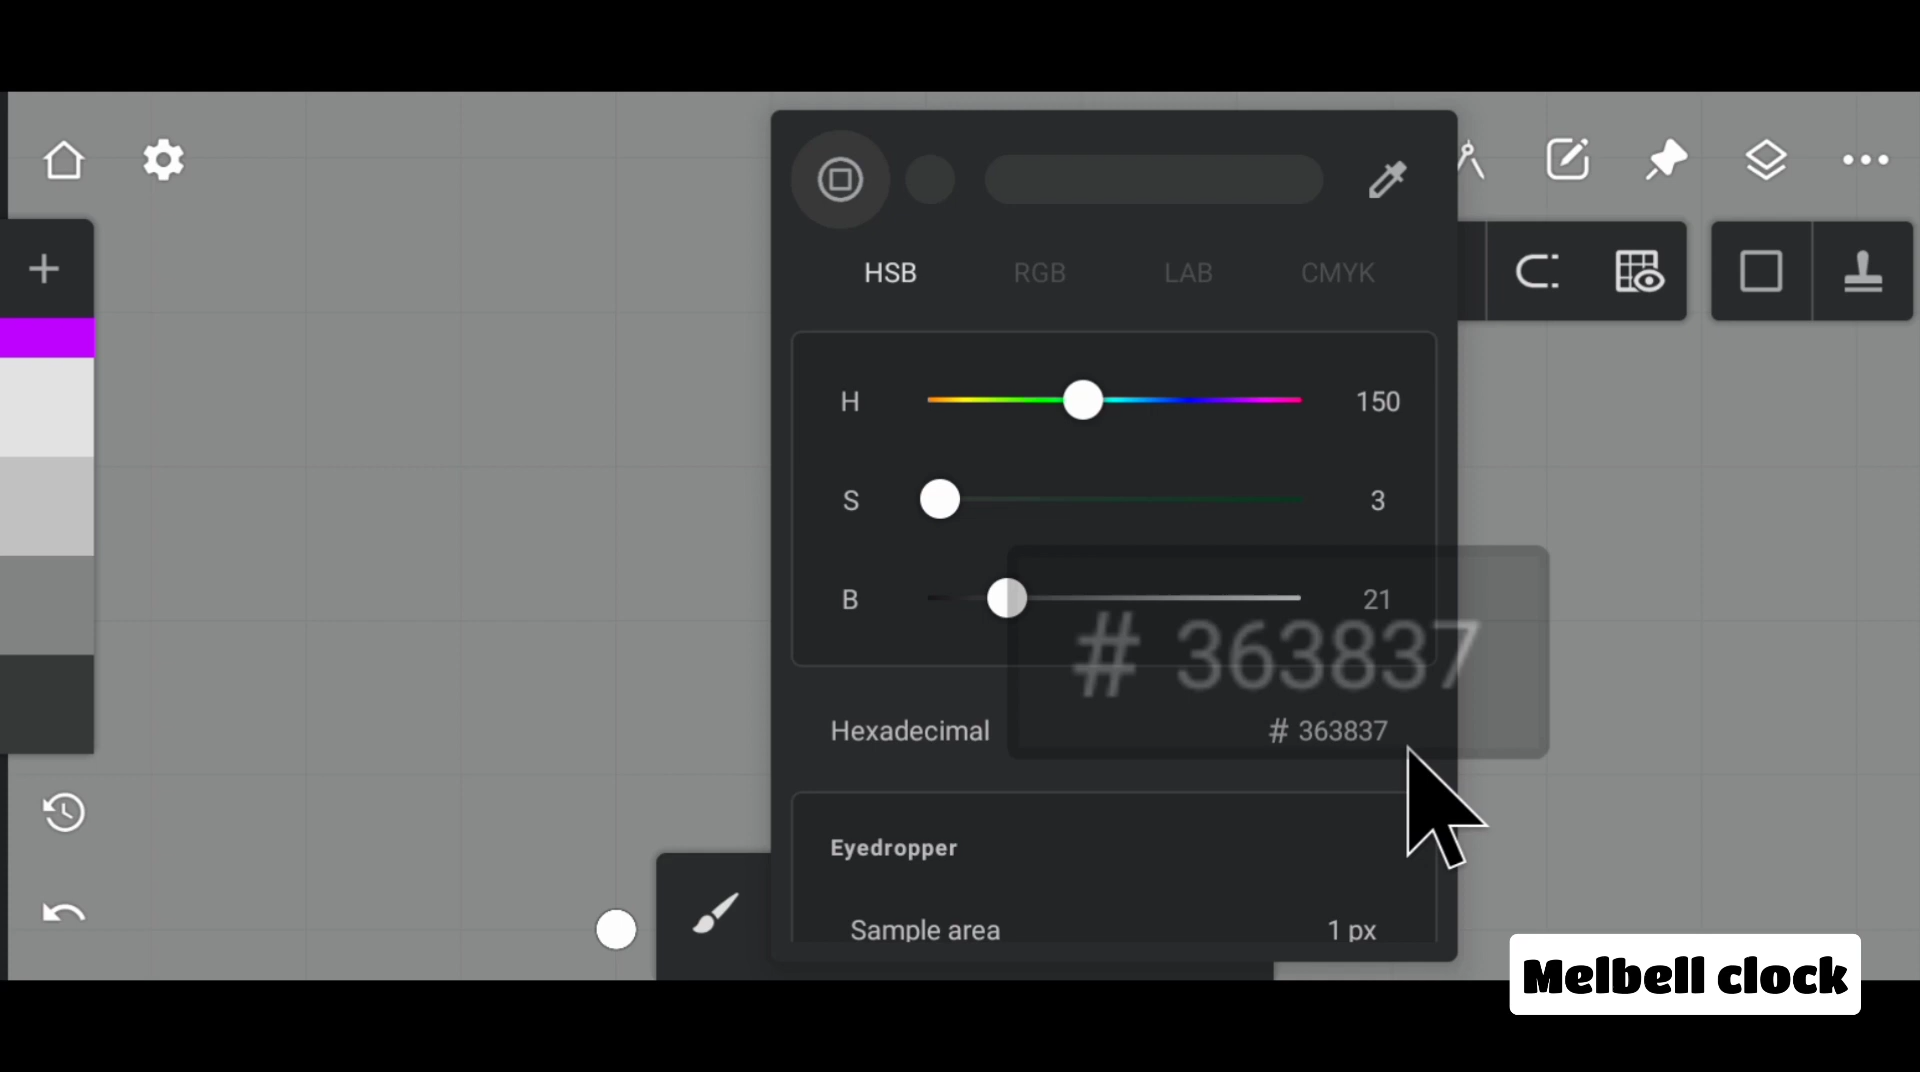 HSB RGB LAB CMYK
H 150
S 3
B 21
# 363837
Hexadecimal # 363837
Eyedropper
Sample area 1 px
Melbell clock